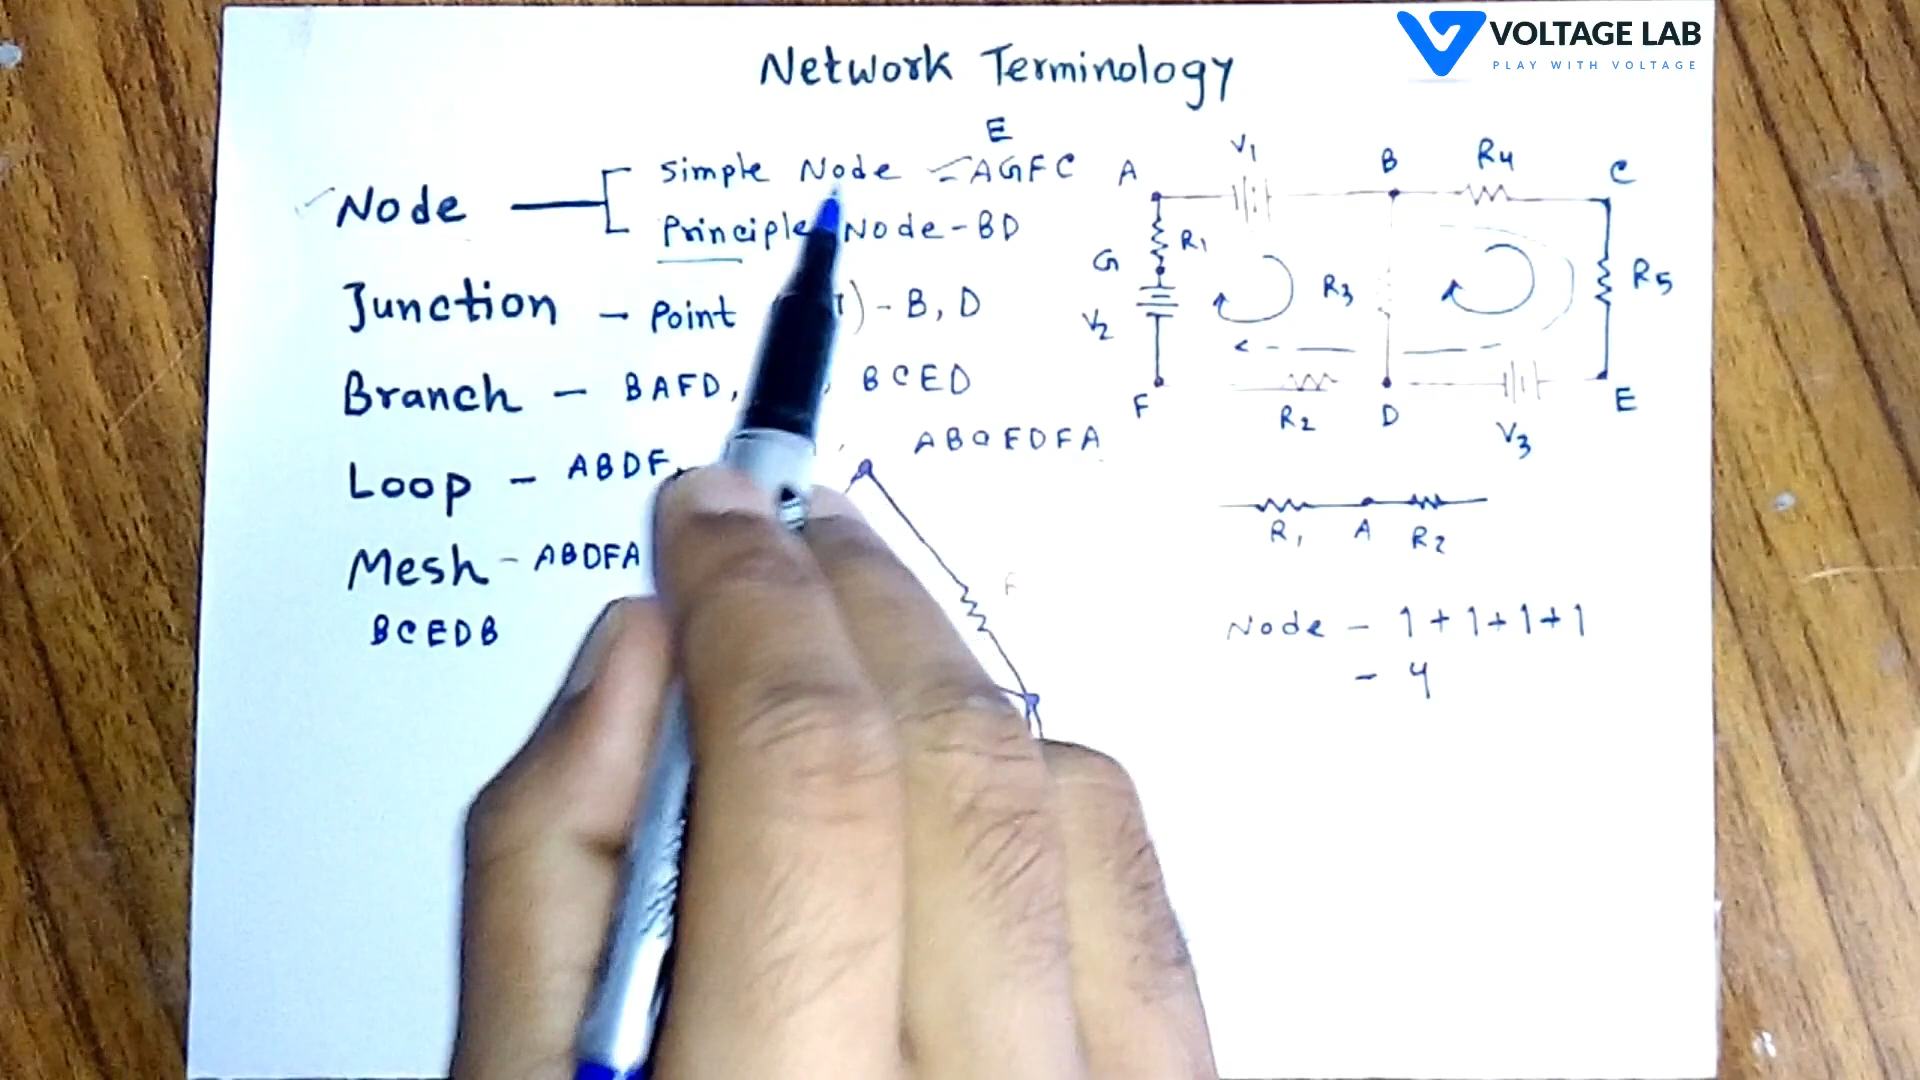 VOLTAGE LAB
PLAY WITH VOLTAGE
Network Terminology
E
Simple Node = AGFC
Node
Principle Node - BD
Junction - Point - B, D
Branch - BAFD, BCED
Loop - ABDF
Mesh - ABDFA
BCEDB
A
V1
B
R4
C
G
R1
R3
R5
V2
F
R2
D
V3
E
R1 A R2
Node - 1+1+1+1
- 4